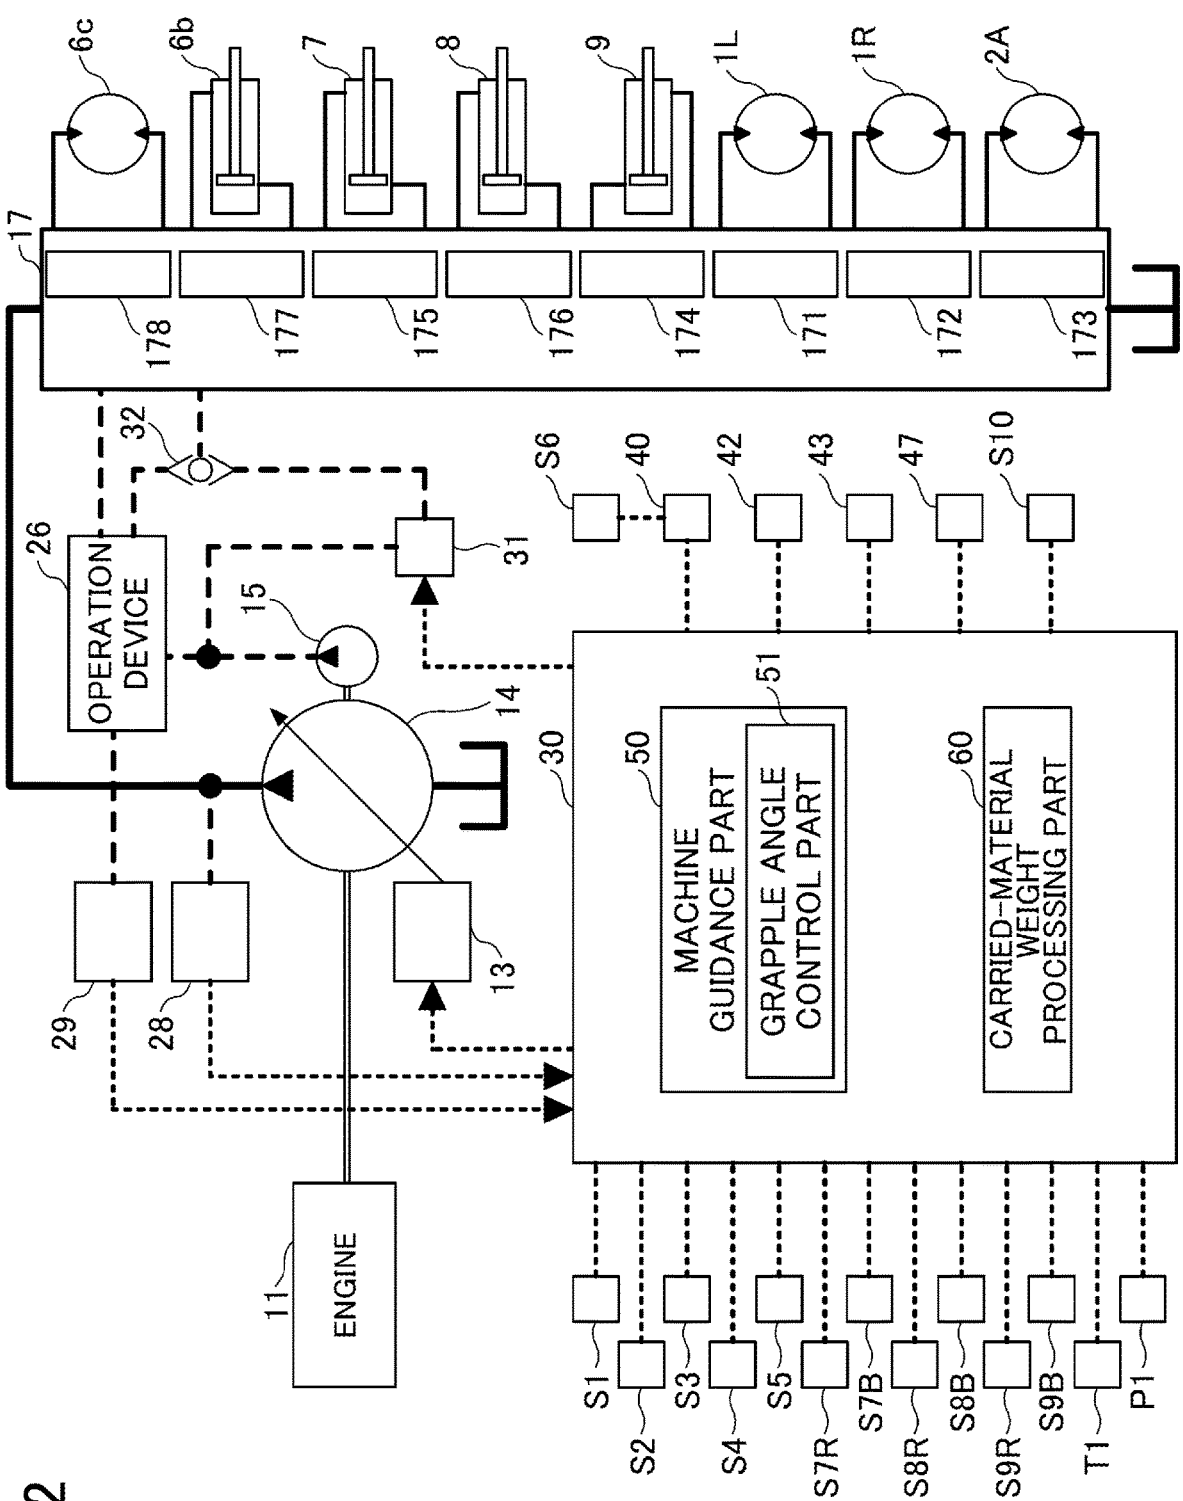 2
17
6c
26
29
OPERATION
DEVICE
32
178
6b
28
15
177
7
11
ENGINE
175
8
13
14
31
176
S6
9
30
S1
40
174
S2
50
MACHINE
GUIDANCE PART
S3
1L
42
S4
51
GRAPPLE ANGLE
CONTROL PART
171
S5
43
S7R
1R
S7B
47
172
S8R
60
CARRIED-MATERIAL
WEIGHT
PROCESSING PART
S8B
2A
S10
S9R
173
S9B
T1
P1